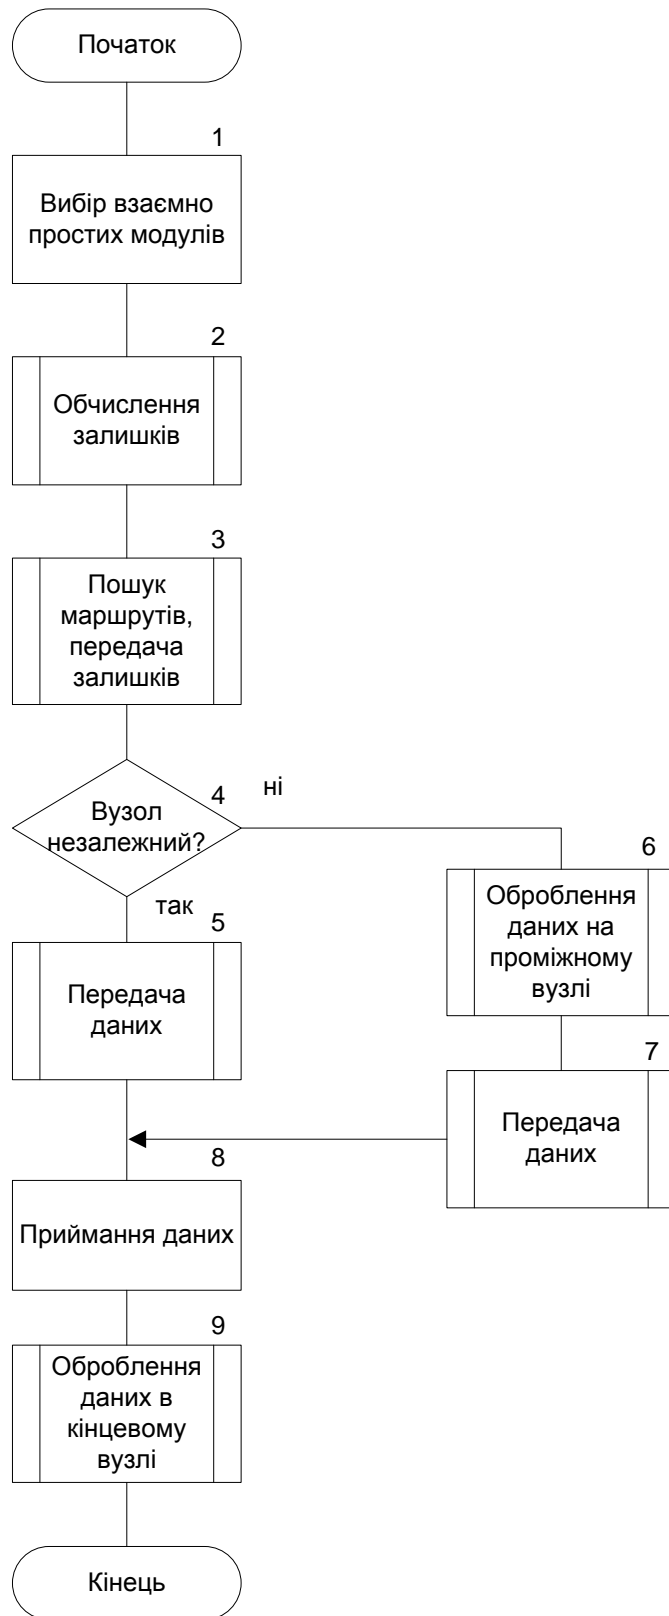 Початок
1
Вибір взаємно
простих модулів
2
Обчислення
залишків
3
Пошук
маршрутів,
передача
залишків
4
Вузол
незалежний?
ні
так
5
Передача
даних
6
Оброблення
даних на
проміжному
вузлі
7
Передача
даних
8
Приймання даних
9
Оброблення
даних в
кінцевому
вузлі
Кінець